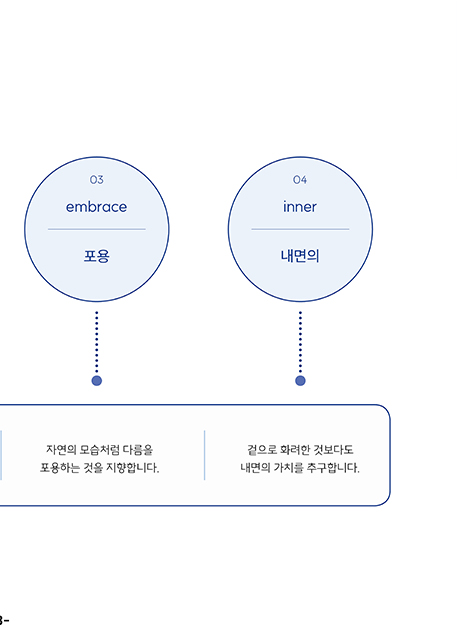 03
embrace
포용
04
inner
내면의
자연의 모습처럼 다름을
포용하는 것을 지향합니다.
겉으로 화려한 것보다도
내면의 가치를 추구합니다.